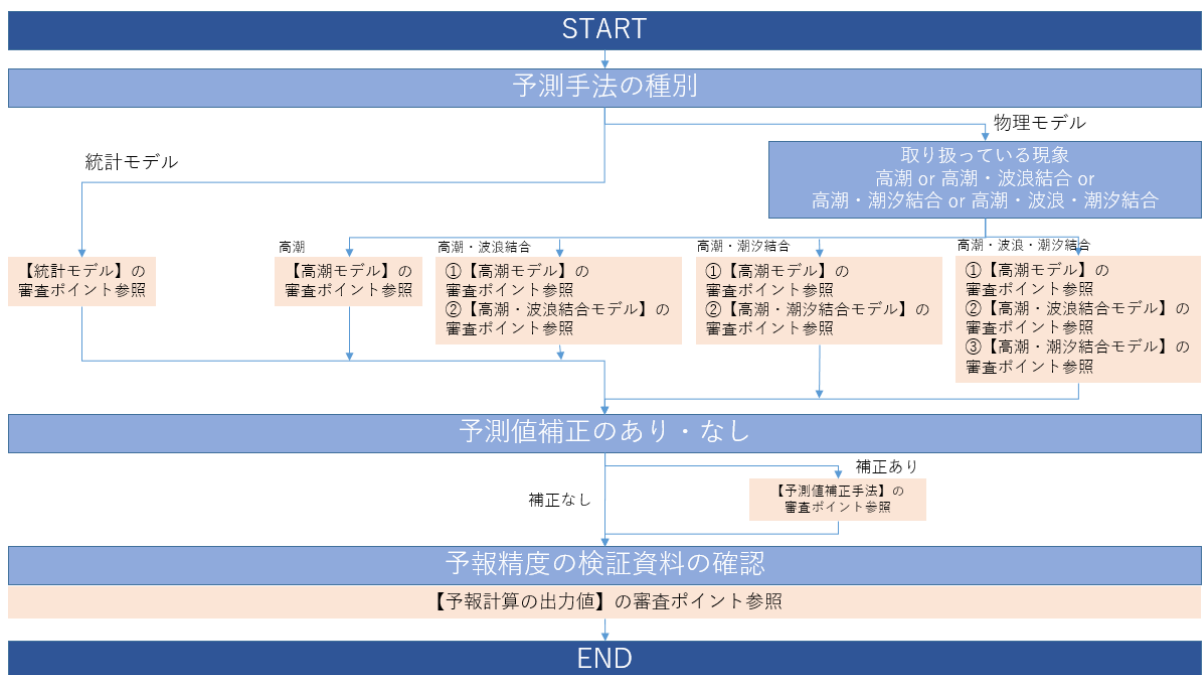 START
予測手法の種別
物理モデル
統計モデル
取り扱っている現象
高潮 or 高潮・波浪結合 or
高潮・潮汐結合 or 高潮・波浪・潮汐結合
高潮
高潮・波浪結合
高潮・潮汐結合
高潮・波浪・潮汐結合
【統計モデル】の
審査ポイント参照
【高潮モデル】の
審査ポイント参照
①【高潮モデル】の
審査ポイント参照
②【高潮・波浪結合モデル】の
審査ポイント参照
①【高潮モデル】の
審査ポイント参照
②【高潮・潮汐結合モデル】の
審査ポイント参照
①【高潮モデル】の
審査ポイント参照
②【高潮・波浪結合モデル】の
審査ポイント参照
③【高潮・潮汐結合モデル】の
審査ポイント参照
予測値補正のあり・なし
補正あり
補正なし
【予測値補正手法】の
審査ポイント参照
予報精度の検証資料の確認
【予報計算の出力値】の審査ポイント参照
END